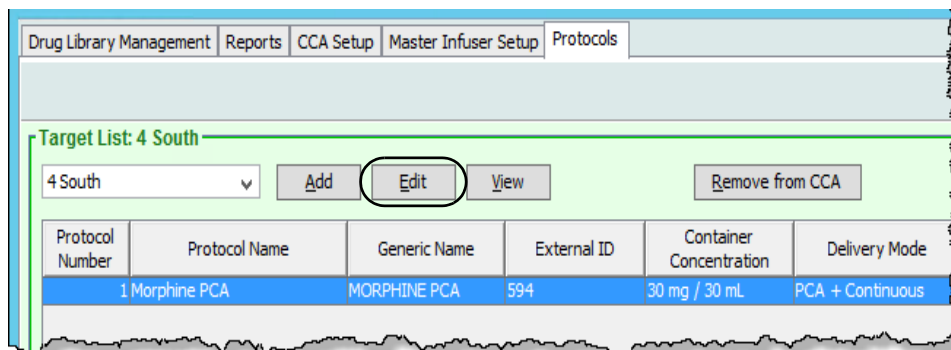 Drug Library Management Reports CCA Setup Master Infuser Setup Protocols
Target List: 4 South
4 South Add Edit View Remove from CCA
Protocol Number Protocol Name Generic Name External ID Container Concentration Delivery Mode
1 Morphine PCA MORPHINE PCA 594 30 mg / 30 mL PCA + Continuous